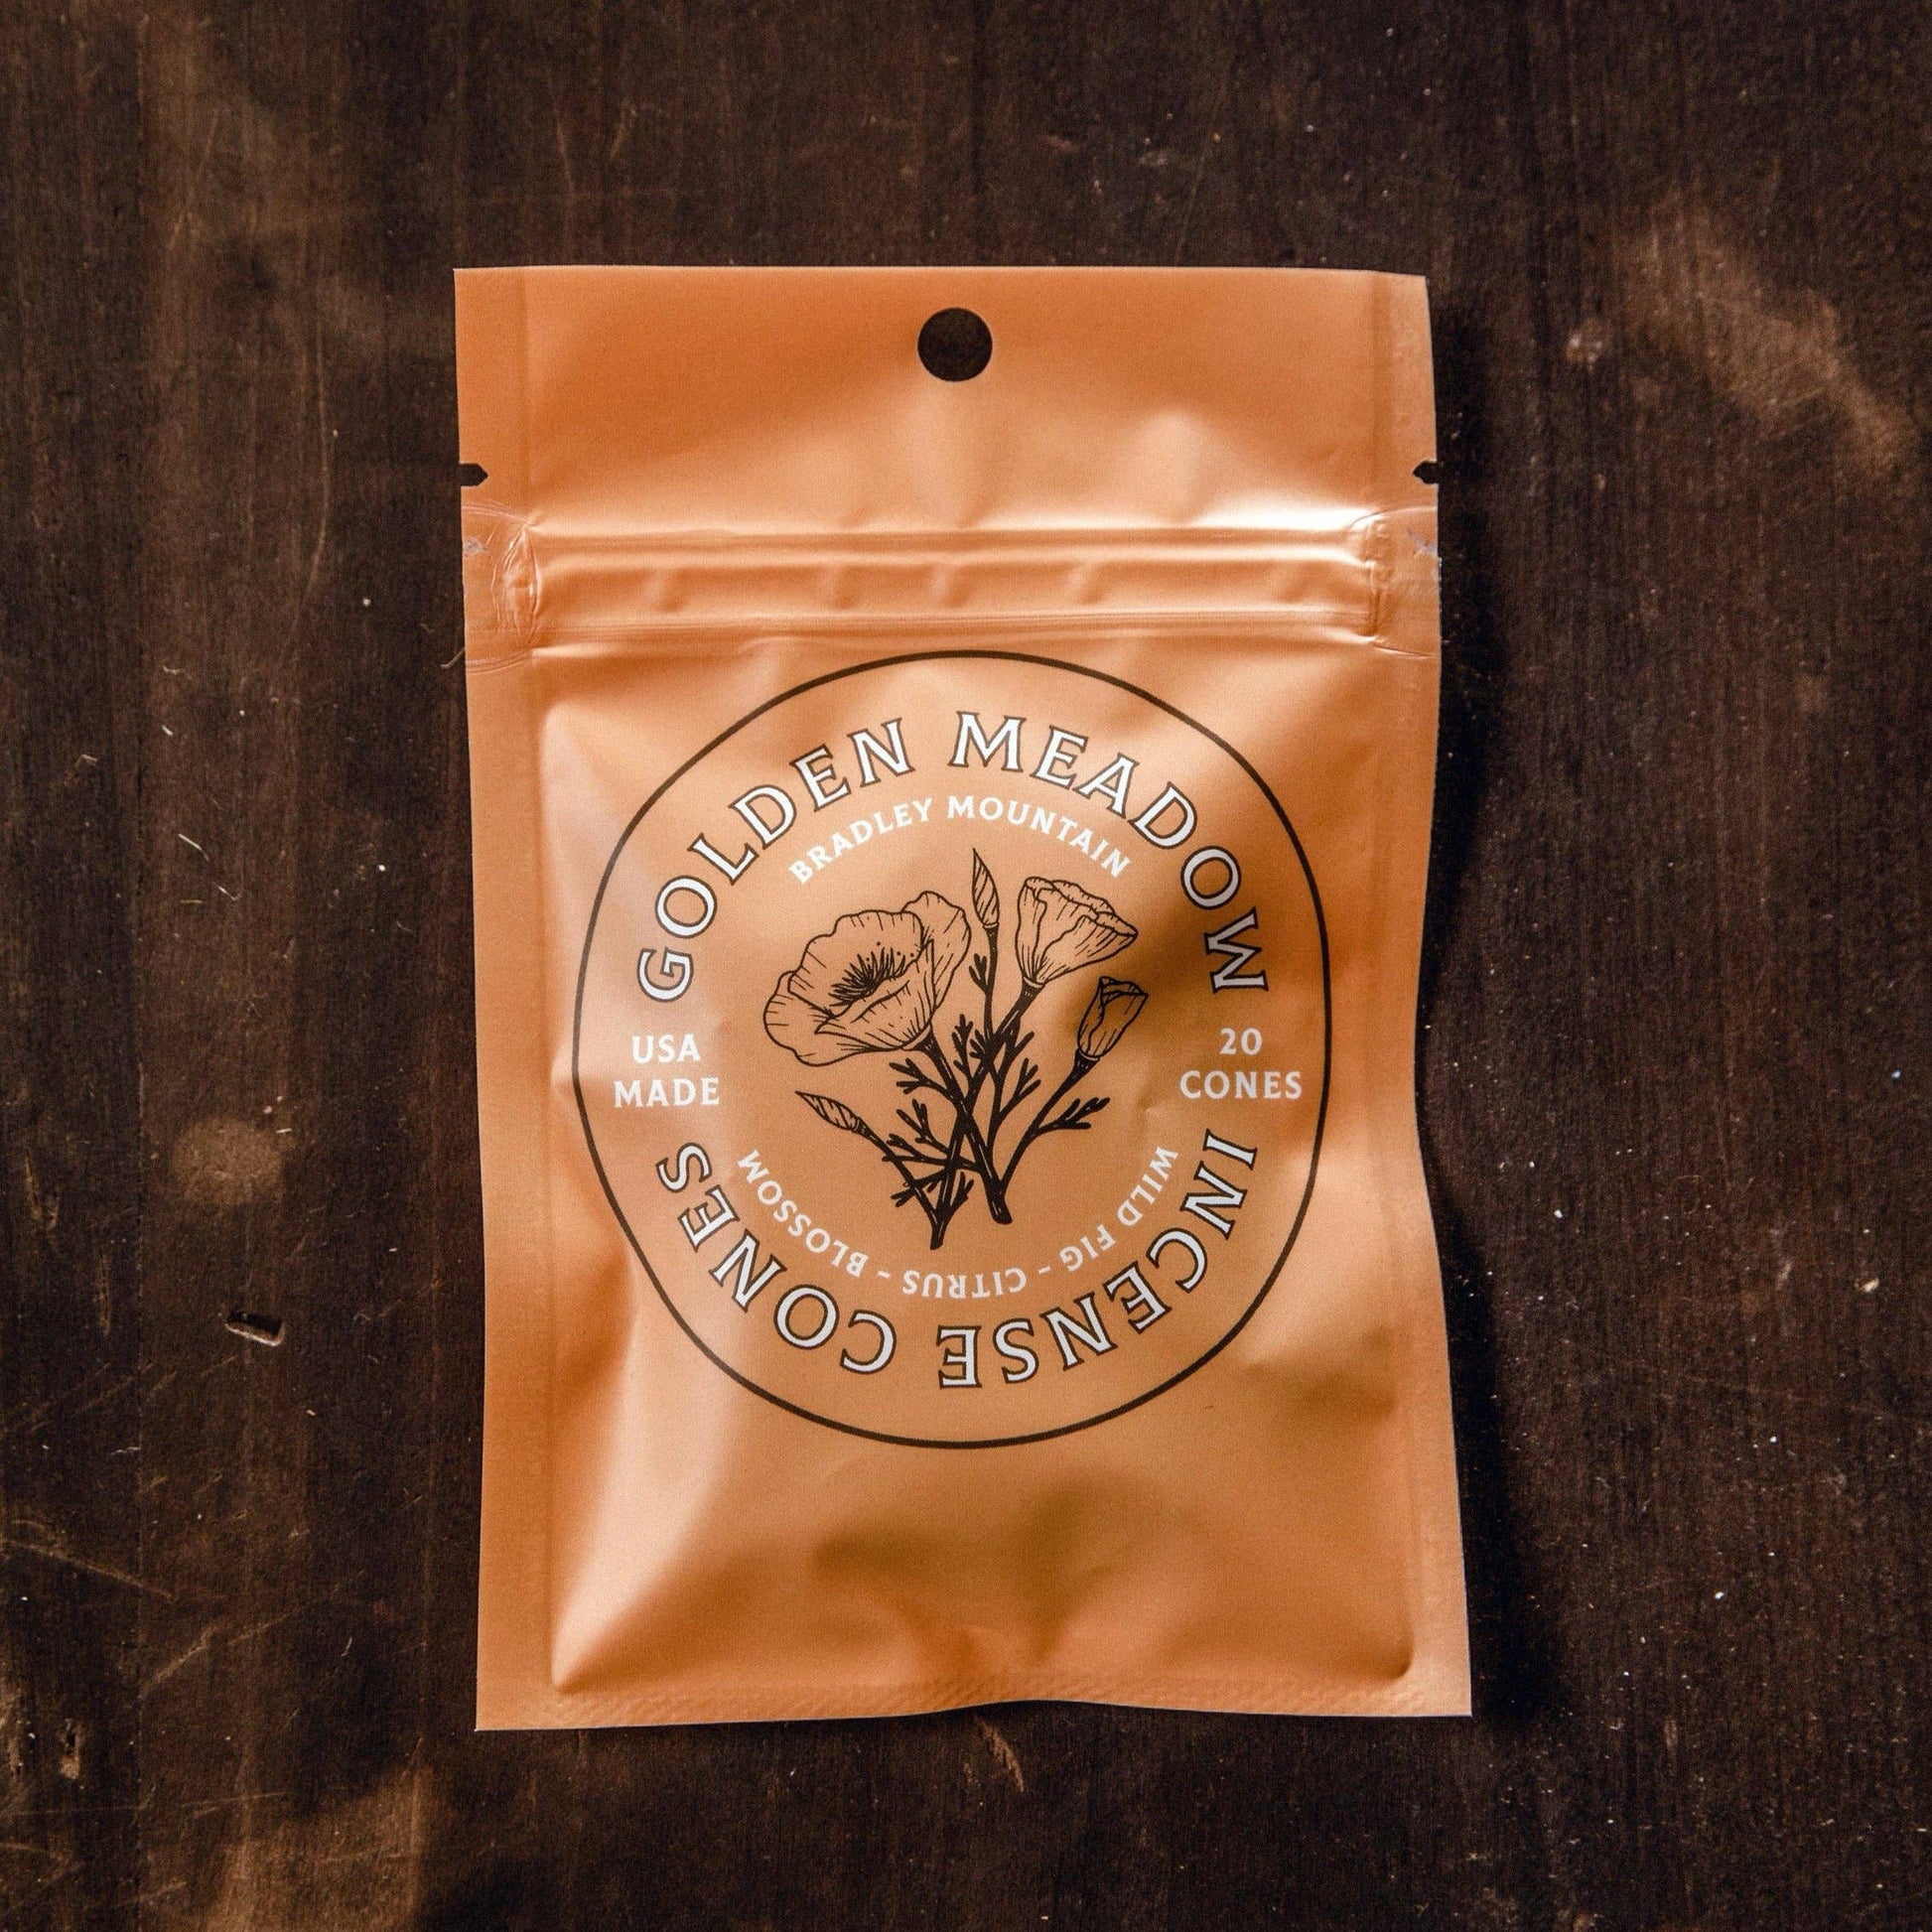 GOLDEN MEADOW
BRADLEY MOUNTAIN
USA
MADE
20
CONES
WILD FIG - CITRUS - BLOSSOM
INCENSE CONES